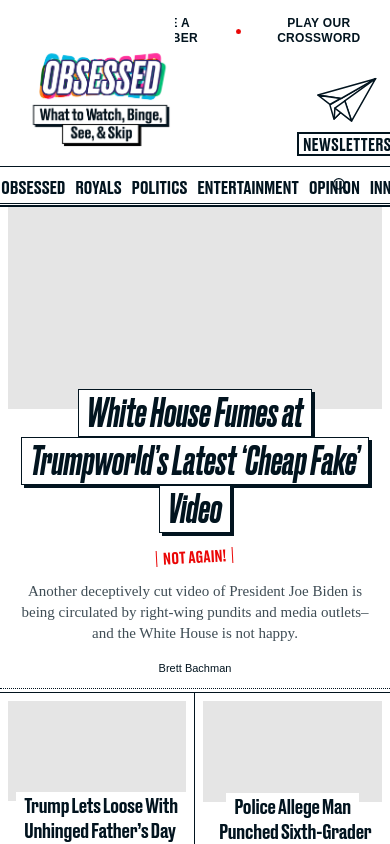 E A
BER
PLAY OUR
CROSSWORD
OBSESSED
What to Watch, Binge,
See, & Skip
NEWSLETTERS
OBSESSED ROYALS POLITICS ENTERTAINMENT OPINION INN
White House Fumes at
Trumpworld’s Latest ‘Cheap Fake’
Video
NOT AGAIN!
Another deceptively cut video of President Joe Biden is
being circulated by right-wing pundits and media outlets–
and the White House is not happy.
Brett Bachman
Trump Lets Loose With
Unhinged Father’s Day
Police Allege Man
Punched Sixth-Grader